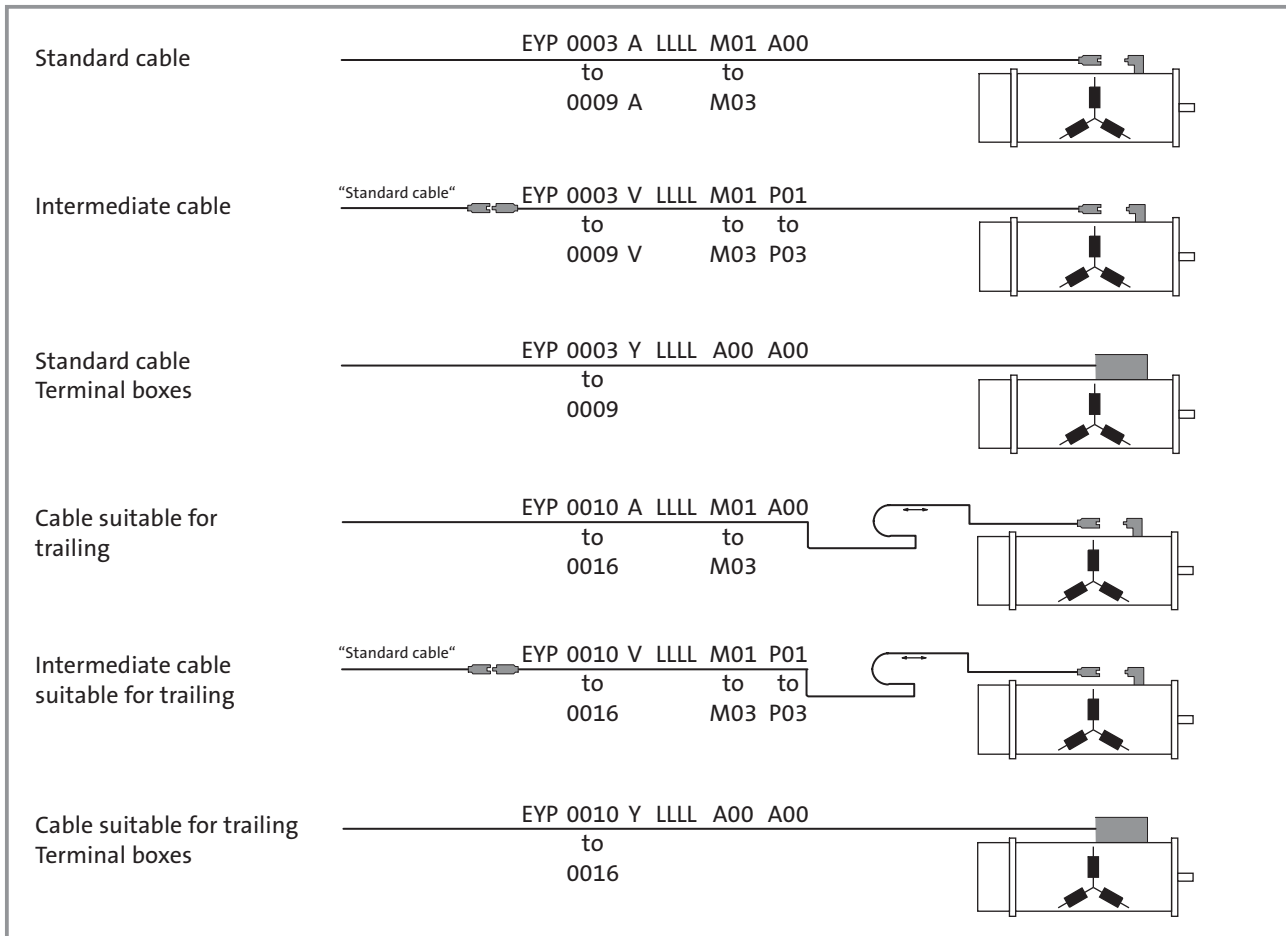 Standard cable
EYP 0003 A LLLL M01 A00
to to
0009 A M03
Intermediate cable
“Standard cable“
EYP 0003 V LLLL M01 P01
to to to
0009 V M03 P03
Standard cable
Terminal boxes
EYP 0003 Y LLLL A00 A00
to
0009
Cable suitable for
trailing
EYP 0010 A LLLL M01 A00
to to
0016 M03
Intermediate cable
suitable for trailing
“Standard cable“
EYP 0010 V LLLL M01 P01
to to to
0016 M03 P03
Cable suitable for trailing
Terminal boxes
EYP 0010 Y LLLL A00 A00
to
0016